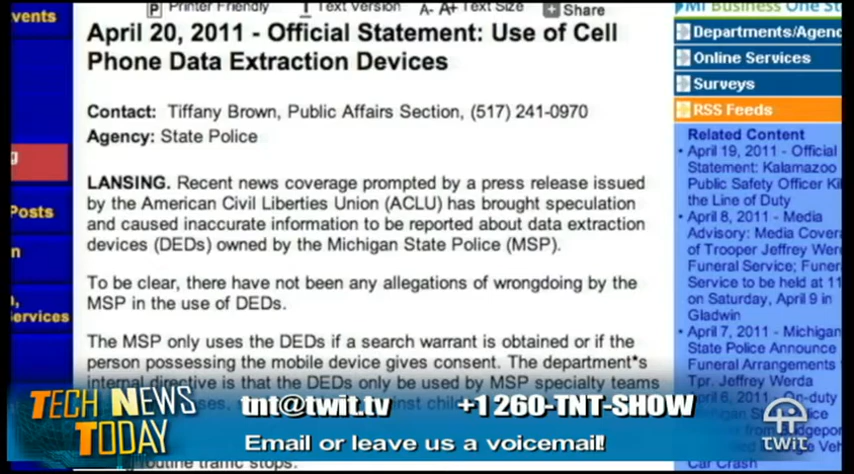 vents
Printer Friendly
Text Version
A- A+ Text Size
Share
April 20, 2011 - Official Statement: Use of Cell
Phone Data Extraction Devices
Contact: Tiffany Brown, Public Affairs Section, (517) 241-0970
Agency: State Police
LANSING. Recent news coverage prompted by a press release issued
by the American Civil Liberties Union (ACLU) has brought speculation
and caused inaccurate information to be reported about data extraction
devices (DEDs) owned by the Michigan State Police (MSP).
To be clear, there have not been any allegations of wrongdoing by the
MSP in the use of DEDs.
The MSP only uses the DEDs if a search warrant is obtained or if the
person possessing the mobile device gives consent. The department*s
internal directive is that the DEDs only be used by MSP specialty teams
routine traffic stops.
g
Posts
n
ervices
MI Business One St
Departments/Agenc
Online Services
Surveys
RSS Feeds
Related Content
• April 19, 2011 - Official
Statement: Kalamazoo
Public Safety Officer Kil
the Line of Duty
• April 8, 2011 - Media
Advisory: Media Covera
of Trooper Jeffrey Wer
Funeral Service; Funer
Service to be held at 11
on Saturday, April 9 in
Gladwin
• April 7, 2011 - Michigan
State Police Announce
Funeral Arrangements
Tpr. Jeffrey Werda
2011 - On-duty
Car Crash
TECH NEWS
TODAY
tnt@twit.tv +1 260-TNT-SHOW
Email or leave us a voicemail!
TWiT